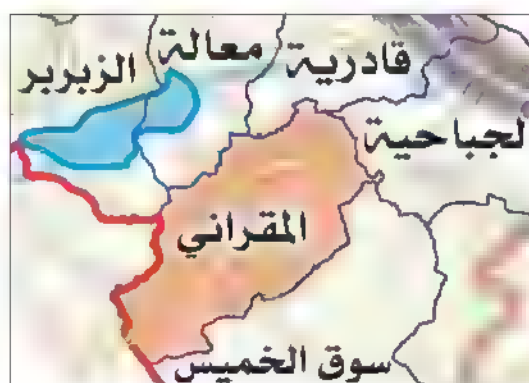 قادرية
معالة
الزبربر
لجباحية
المقراني
سوق الخميس